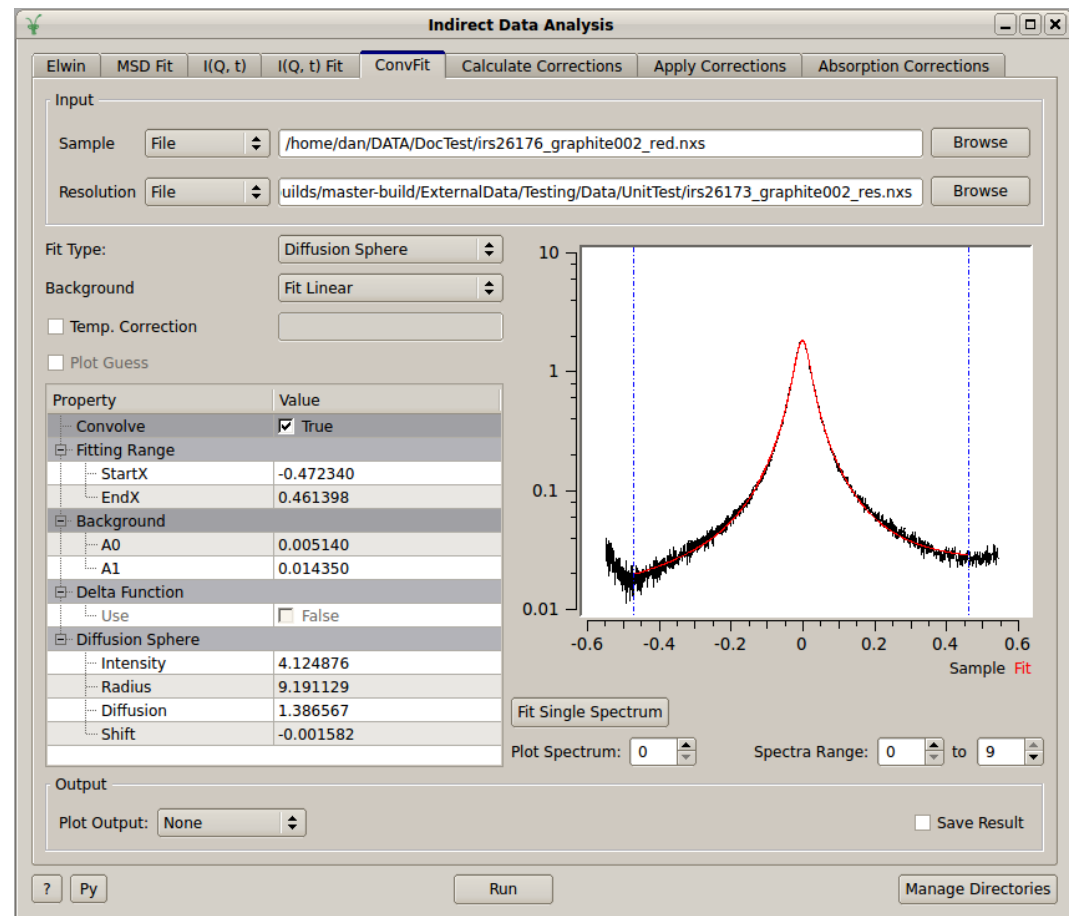 Indirect Data Analysis
Elwin MSD Fit I(Q, t) I(Q, t) Fit ConvFit Calculate Corrections Apply Corrections Absorption Corrections
Input
Sample File /home/dan/DATA/DocTest/irs26176_graphite002_red.nxs Browse
Resolution File uilds/master-build/ExternalData/Testing/Data/UnitTest/irs26173_graphite002_res.nxs Browse
Fit Type: Diffusion Sphere
Background Fit Linear
Temp. Correction
Plot Guess
Property Value
Convolve True
Fitting Range
StartX -0.472340
EndX 0.461398
Background
A0 0.005140
A1 0.014350
Delta Function
Use False
Diffusion Sphere
Intensity 4.124876
Radius 9.191129
Diffusion 1.386567
Shift -0.001582
10
1
0.1
0.01
-0.6 -0.4 -0.2 0 0.2 0.4 0.6
Sample Fit
Fit Single Spectrum
Plot Spectrum: 0 Spectra Range: 0 to 9
Output
Plot Output: None Save Result
? Py Run Manage Directories